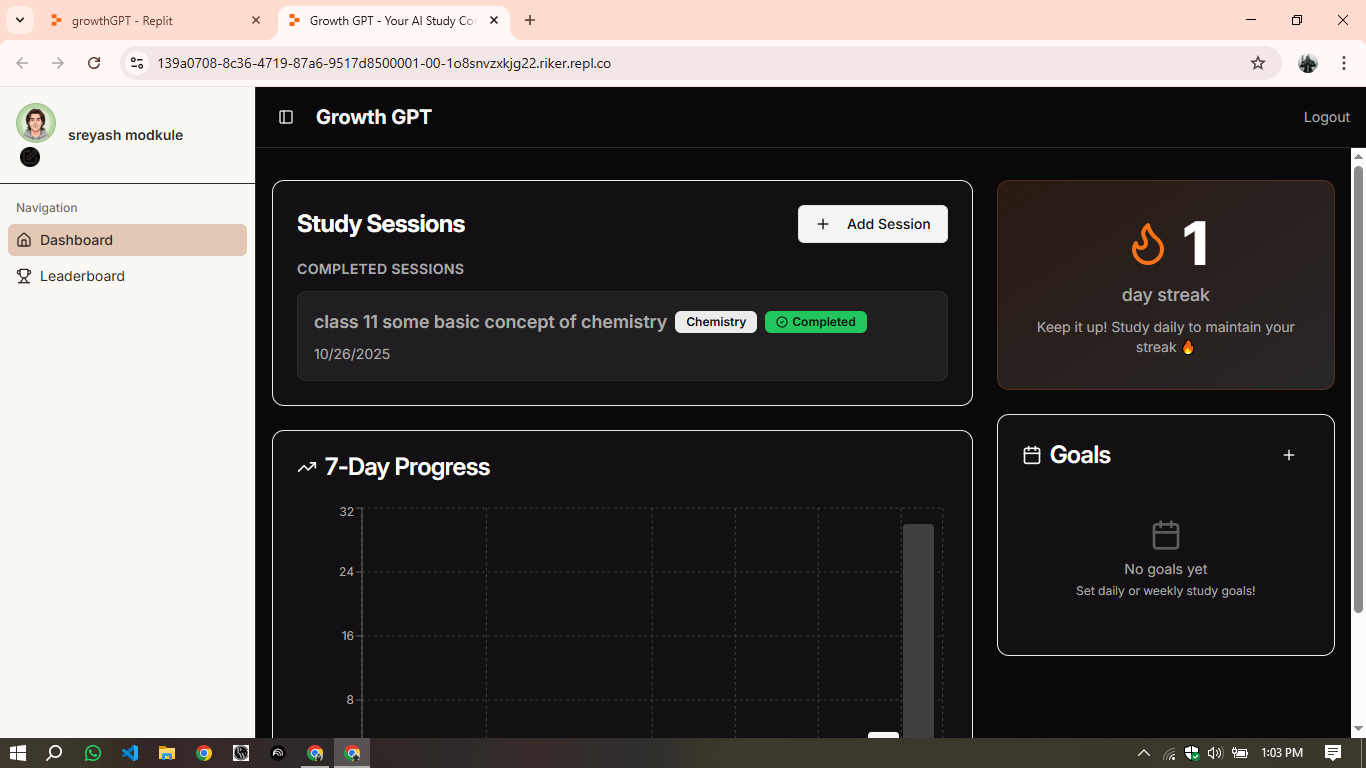 growthGPT - Replit
Growth GPT - Your AI Study Co
139a0708-8c36-4719-87a6-9517d8500001-00-1o8snvzxkjg22.riker.repl.co
sreyash modkule
Navigation
Dashboard
Leaderboard
Growth GPT
Logout
Study Sessions
Add Session
COMPLETED SESSIONS
class 11 some basic concept of chemistry
Chemistry
Completed
10/26/2025
1
day streak
Keep it up! Study daily to maintain your
streak 🔥
7-Day Progress
32
24
16
8
Goals
No goals yet
Set daily or weekly study goals!
1:03 PM